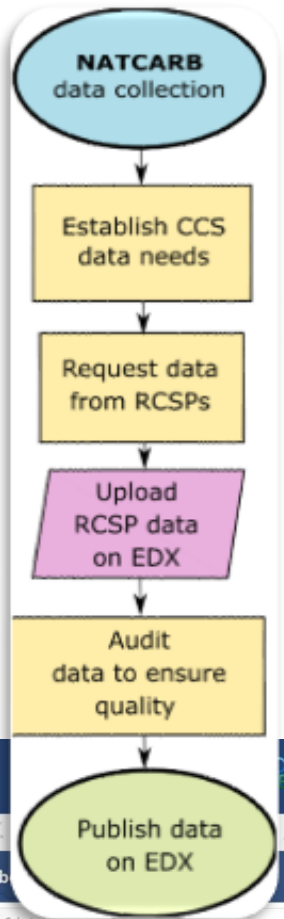 NATCARB
data collection
Establish CCS
data needs
Request data
from RCSPs
Upload
RCSP data
on EDX
Audit
data to ensure
quality
Publish data
on EDX